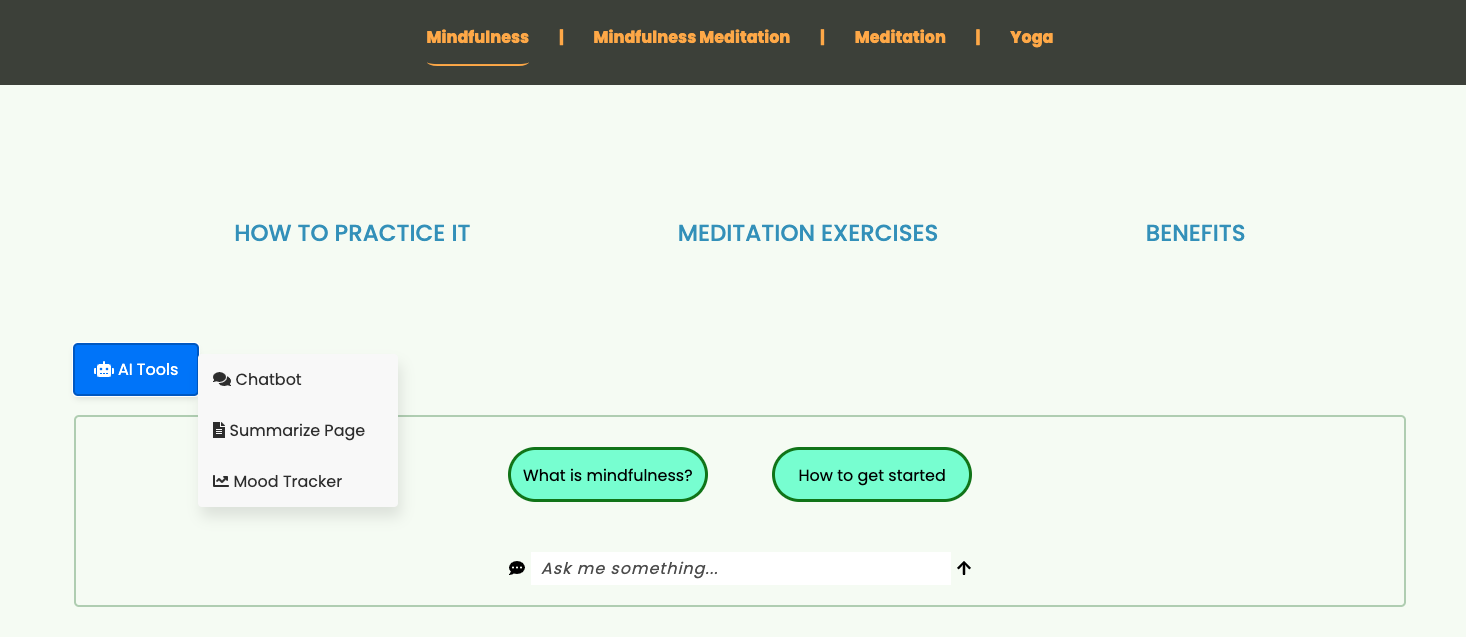 Mindfulness | Mindfulness Meditation | Meditation | Yoga
HOW TO PRACTICE IT MEDITATION EXERCISES BENEFITS
AI Tools
Chatbot
Summarize Page
Mood Tracker
What is mindfulness? How to get started
Ask me something...